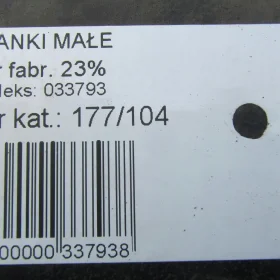 ANKI MAŁE
r fabr. 23%
leks: 033793
r kat.: 177/104
00000 337938